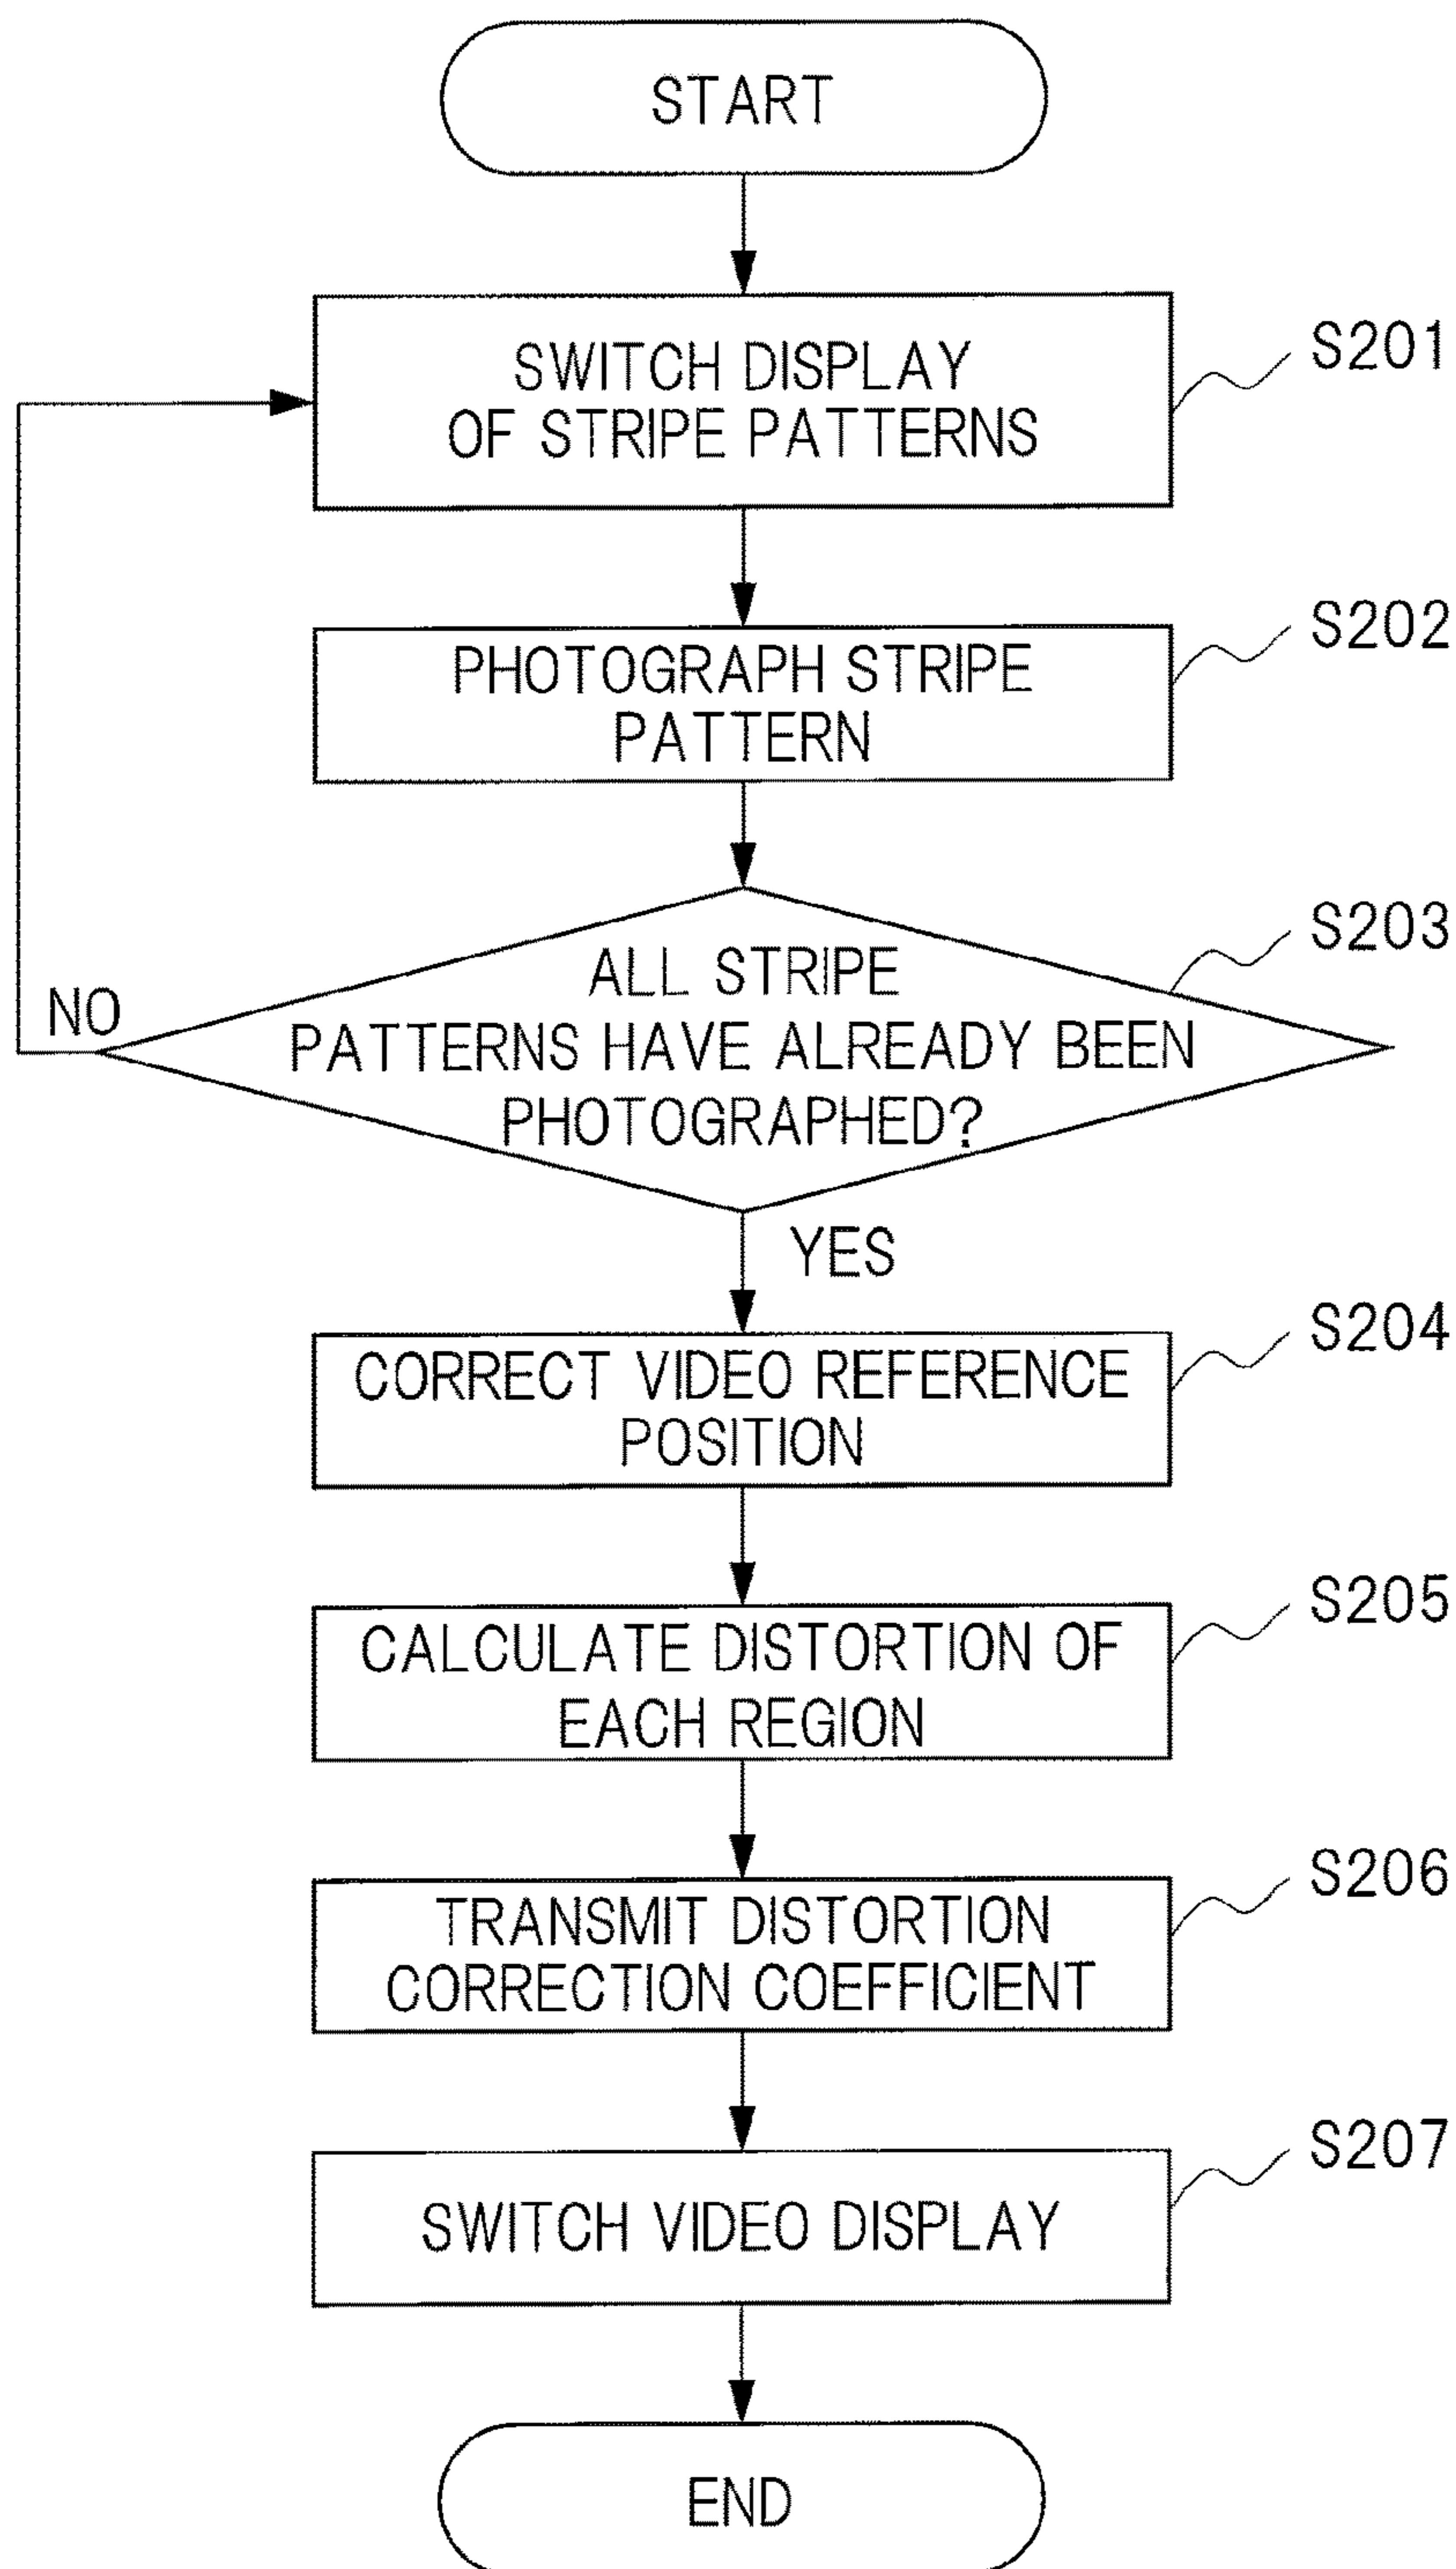 START
SWITCH DISPLAY
OF STRIPE PATTERNS
S201
PHOTOGRAPH STRIPE
PATTERN
S202
ALL STRIPE
PATTERNS HAVE ALREADY BEEN
PHOTOGRAPHED?
S203
NO
YES
CORRECT VIDEO REFERENCE
POSITION
S204
CALCULATE DISTORTION OF
EACH REGION
S205
TRANSMIT DISTORTION
CORRECTION COEFFICIENT
S206
SWITCH VIDEO DISPLAY
S207
END